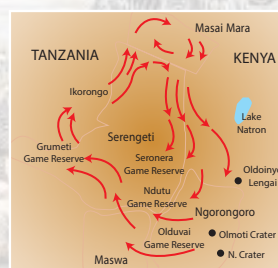 Masai Mara
TANZANIA
KENYA
Ikorongo
Lake
Natron
Serengeti
Grumeti
Game Reserve
Seronera
Game Reserve
Oldoinyo
Lengai
Ndutu
Game Reserve
Ngorongoro
Olduvai
Game Reserve
Olmoti Crater
N. Crater
Maswa